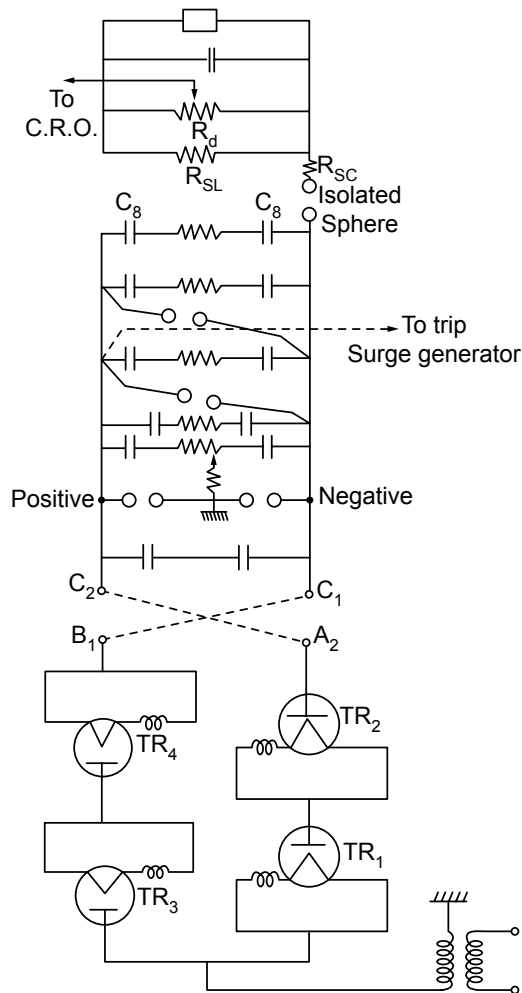 To
C.R.O.
R_d
R_SL
R_SC
Isolated
Sphere
C_8
C_8
To trip
Surge generator
Positive
Negative
C_2
C_1
B_1
A_2
TR_2
TR_4
TR_1
TR_3